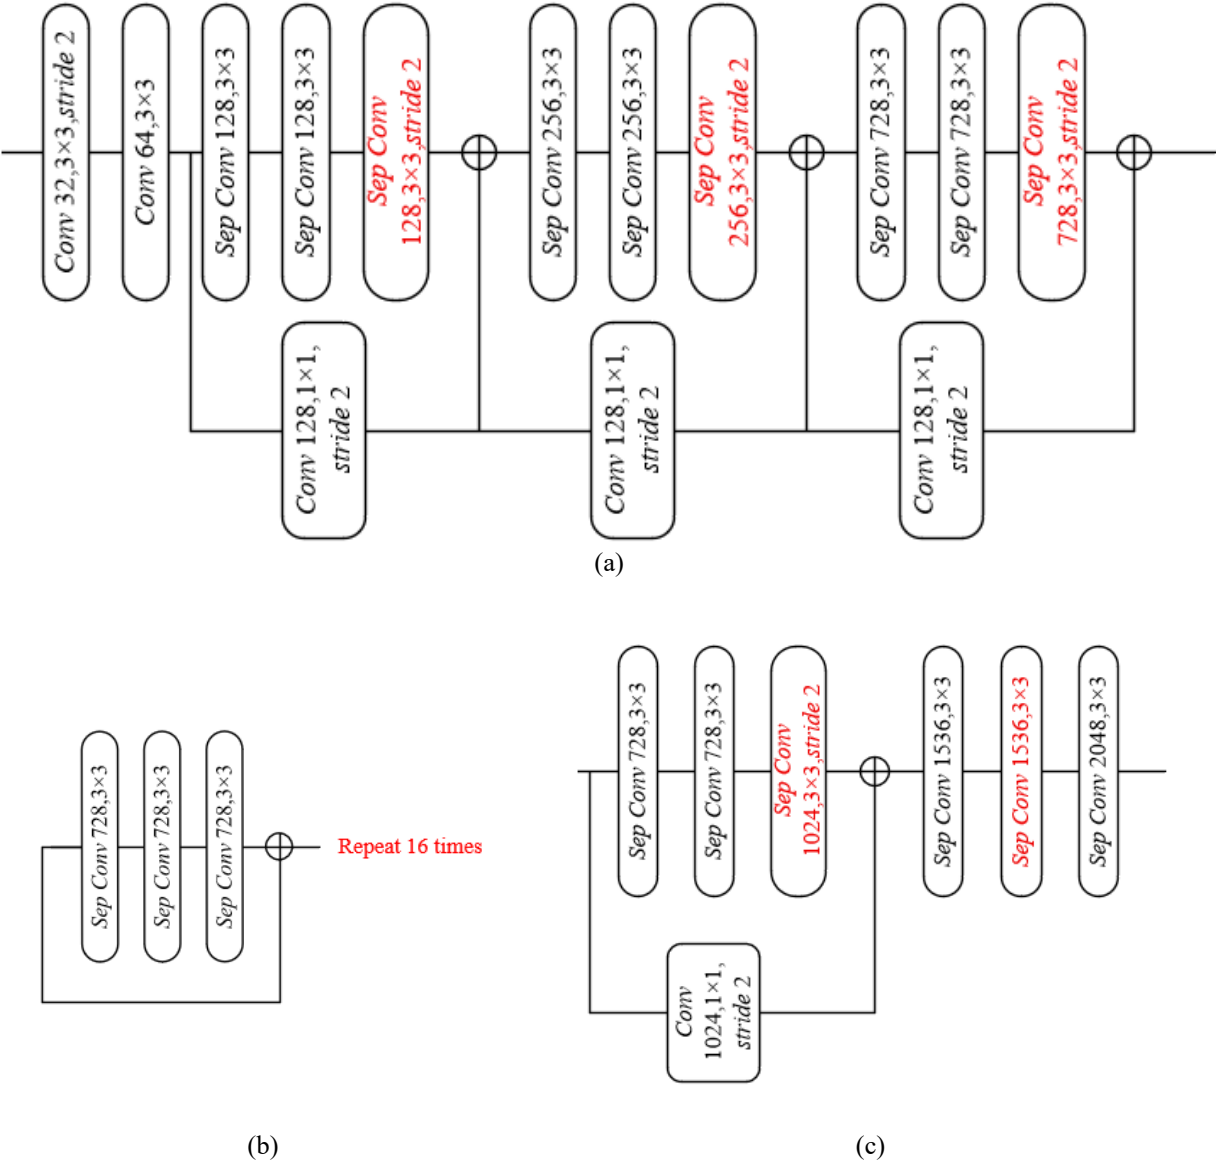 Conv 32,3×3,stride 2
Conv 64,3×3
Sep Conv 128,3×3
Sep Conv 128,3×3
Sep Conv
128,3×3,stride 2
Sep Conv 256,3×3
Sep Conv 256,3×3
Sep Conv
256,3×3,stride 2
Sep Conv 728,3×3
Sep Conv 728,3×3
Sep Conv
728,3×3,stride 2
Conv 128,1×1,
stride 2
Conv 128,1×1,
stride 2
Conv 128,1×1,
stride 2
(a)
Sep Conv 728,3×3
Sep Conv 728,3×3
Sep Conv 728,3×3
Repeat 16 times
(b)
Sep Conv 728,3×3
Sep Conv 728,3×3
Sep Conv
1024,3×3,stride 2
Sep Conv 1536,3×3
Sep Conv 1536,3×3
Sep Conv 2048,3×3
Conv
1024,1×1,
stride 2
(c)